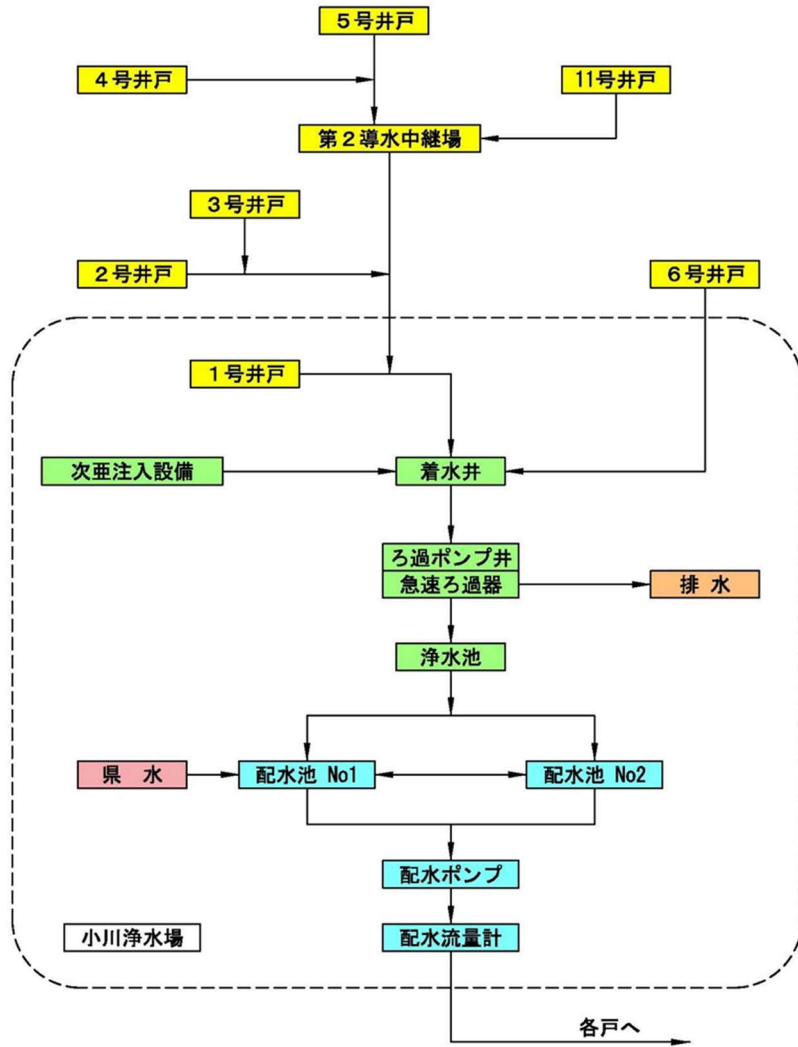 5号井戸
4号井戸
11号井戸
第2導水中継場
3号井戸
2号井戸
6号井戸
1号井戸
次亜注入設備
着水井
ろ過ポンプ井
急速ろ過器
排 水
浄水池
県 水
配水池 No1
配水池 No2
配水ポンプ
小川浄水場
配水流量計
各戸へ